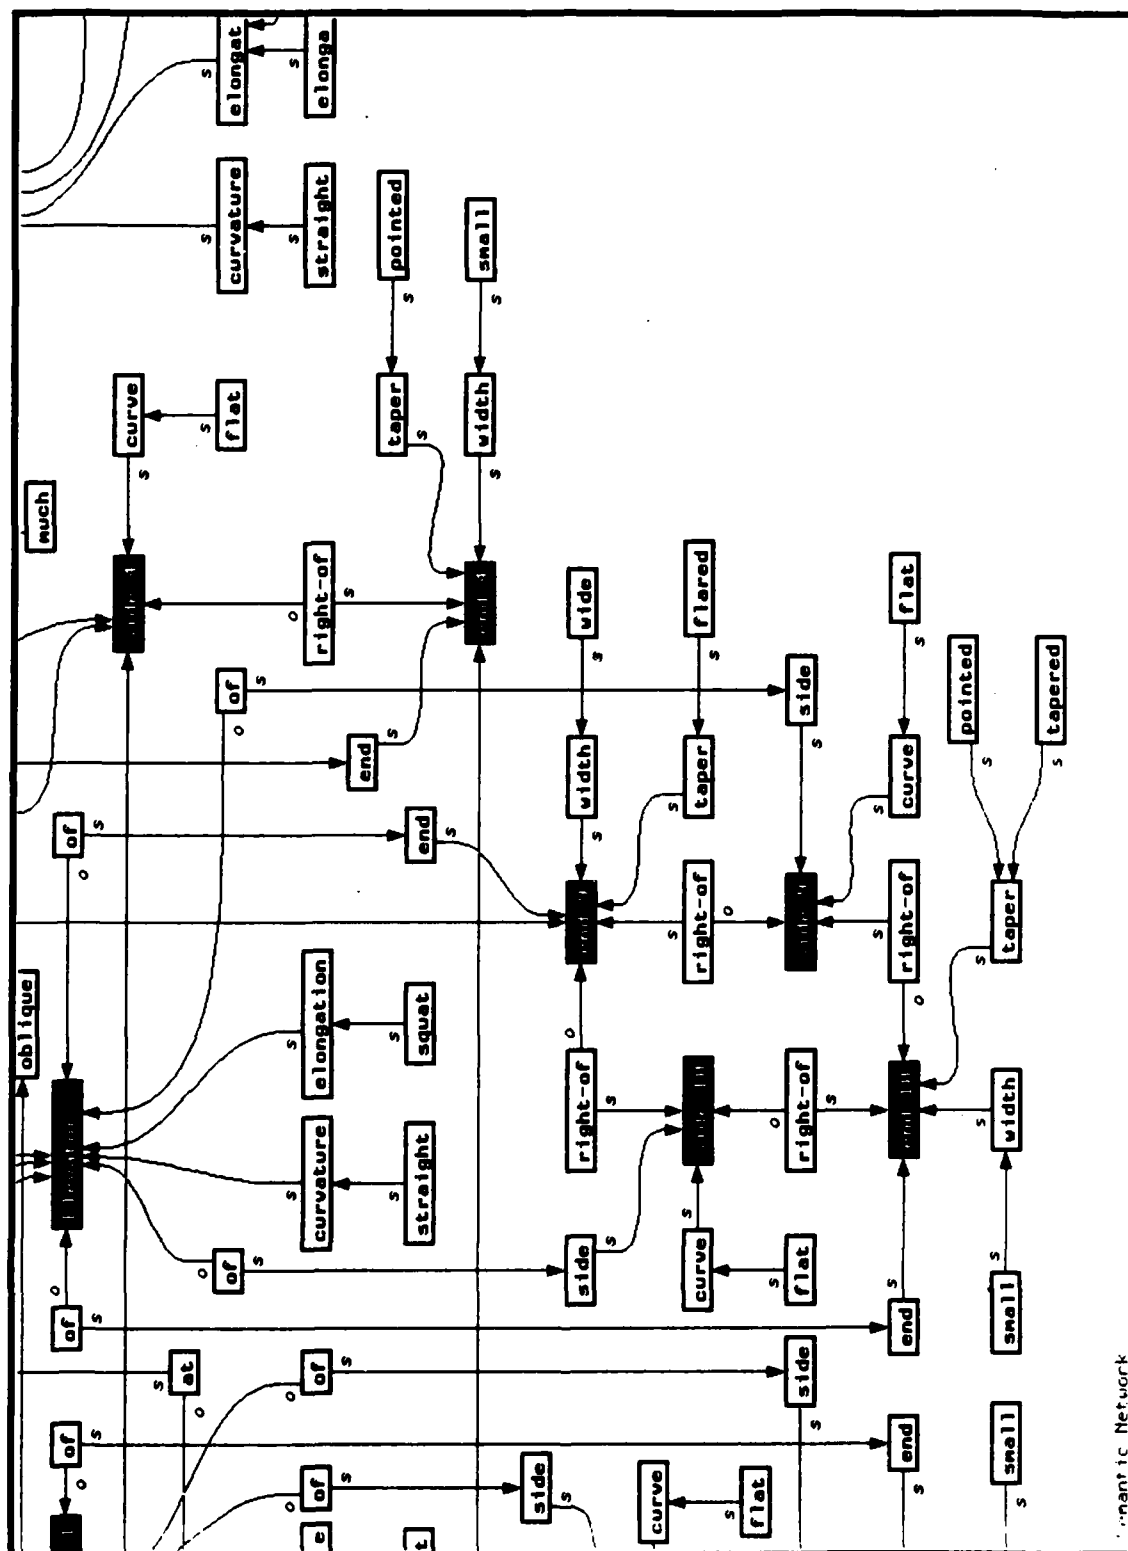 oblique much
o
of of of
o o
s s s
curve
s
s
at
o o s s s
of of flat curvature elongat
o
s s
o o s s o s s
e of of curvature elongation right-of straight elonga
s s s
end
s s s
taper pointed
s
t straight squat end
s
s
width small
s s
side
s o
side right-of width wide
s s
s s
curve
s s s
s
curve right-of taper flared
s
s o
flat
s o
side flat right-of side
s s
s
s s
s
end end right-of curve flat
s o s
pointed
s s s
s
small small width taper
s
tapered
s
Network